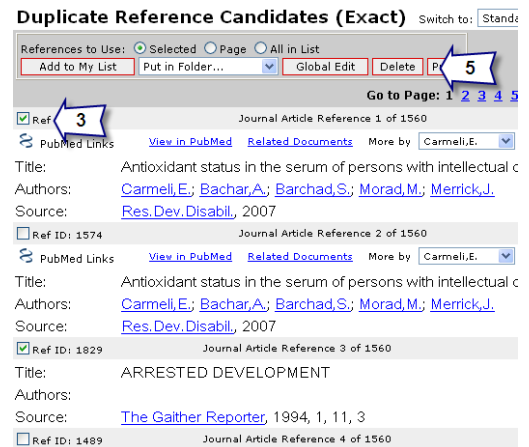 Duplicate Reference Candidates (Exact) Switch to: Standa
References to Use: Selected Page All in List
Add to My List Put in Folder... Global Edit Delete P 5
Go to Page: 1 2 3 4 5
Ref 3 Journal Article Reference 1 of 1560
PubMed Links View in PubMed Related Documents More by Carmeli,E.
Title: Antioxidant status in the serum of persons with intellectual d
Authors: Carmeli,E.; Bachar,A.; Barchad,S.; Morad,M.; Merrick,J.
Source: Res.Dev.Disabil., 2007
Ref ID: 1574 Journal Article Reference 2 of 1560
PubMed Links View in PubMed Related Documents More by Carmeli,E.
Title: Antioxidant status in the serum of persons with intellectual d
Authors: Carmeli,E.; Bachar,A.; Barchad,S.; Morad,M.; Merrick,J.
Source: Res.Dev.Disabil., 2007
Ref ID: 1829 Journal Article Reference 3 of 1560
Title: ARRESTED DEVELOPMENT
Authors:
Source: The Gaither Reporter, 1994, 1, 11, 3
Ref ID: 1489 Journal Article Reference 4 of 1560